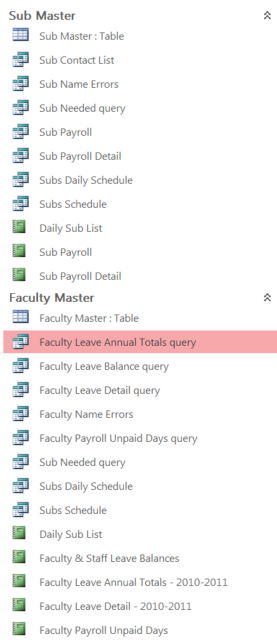 Sub Master
Sub Master : Table
Sub Contact List
Sub Name Errors
Sub Needed query
Sub Payroll
Sub Payroll Detail
Subs Daily Schedule
Subs Schedule
Daily Sub List
Sub Payroll
Sub Payroll Detail
Faculty Master
Faculty Master : Table
Faculty Leave Annual Totals query
Faculty Leave Balance query
Faculty Leave Detail query
Faculty Name Errors
Faculty Payroll Unpaid Days query
Sub Needed query
Subs Daily Schedule
Subs Schedule
Daily Sub List
Faculty & Staff Leave Balances
Faculty Leave Annual Totals - 2010-2011
Faculty Leave Detail - 2010-2011
Faculty Payroll Unpaid Days